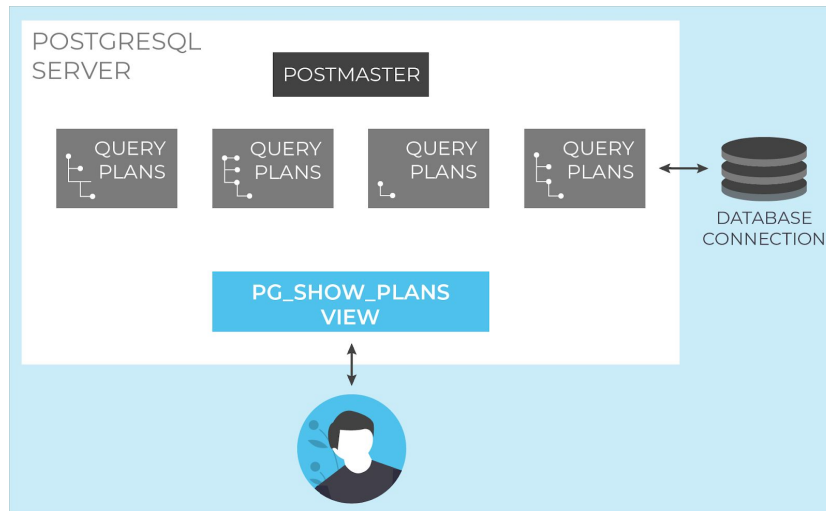 POSTGRESQL
SERVER
POSTMASTER
QUERY
PLANS
QUERY
PLANS
QUERY
PLANS
QUERY
PLANS
DATABASE
CONNECTION
PG_SHOW_PLANS
VIEW